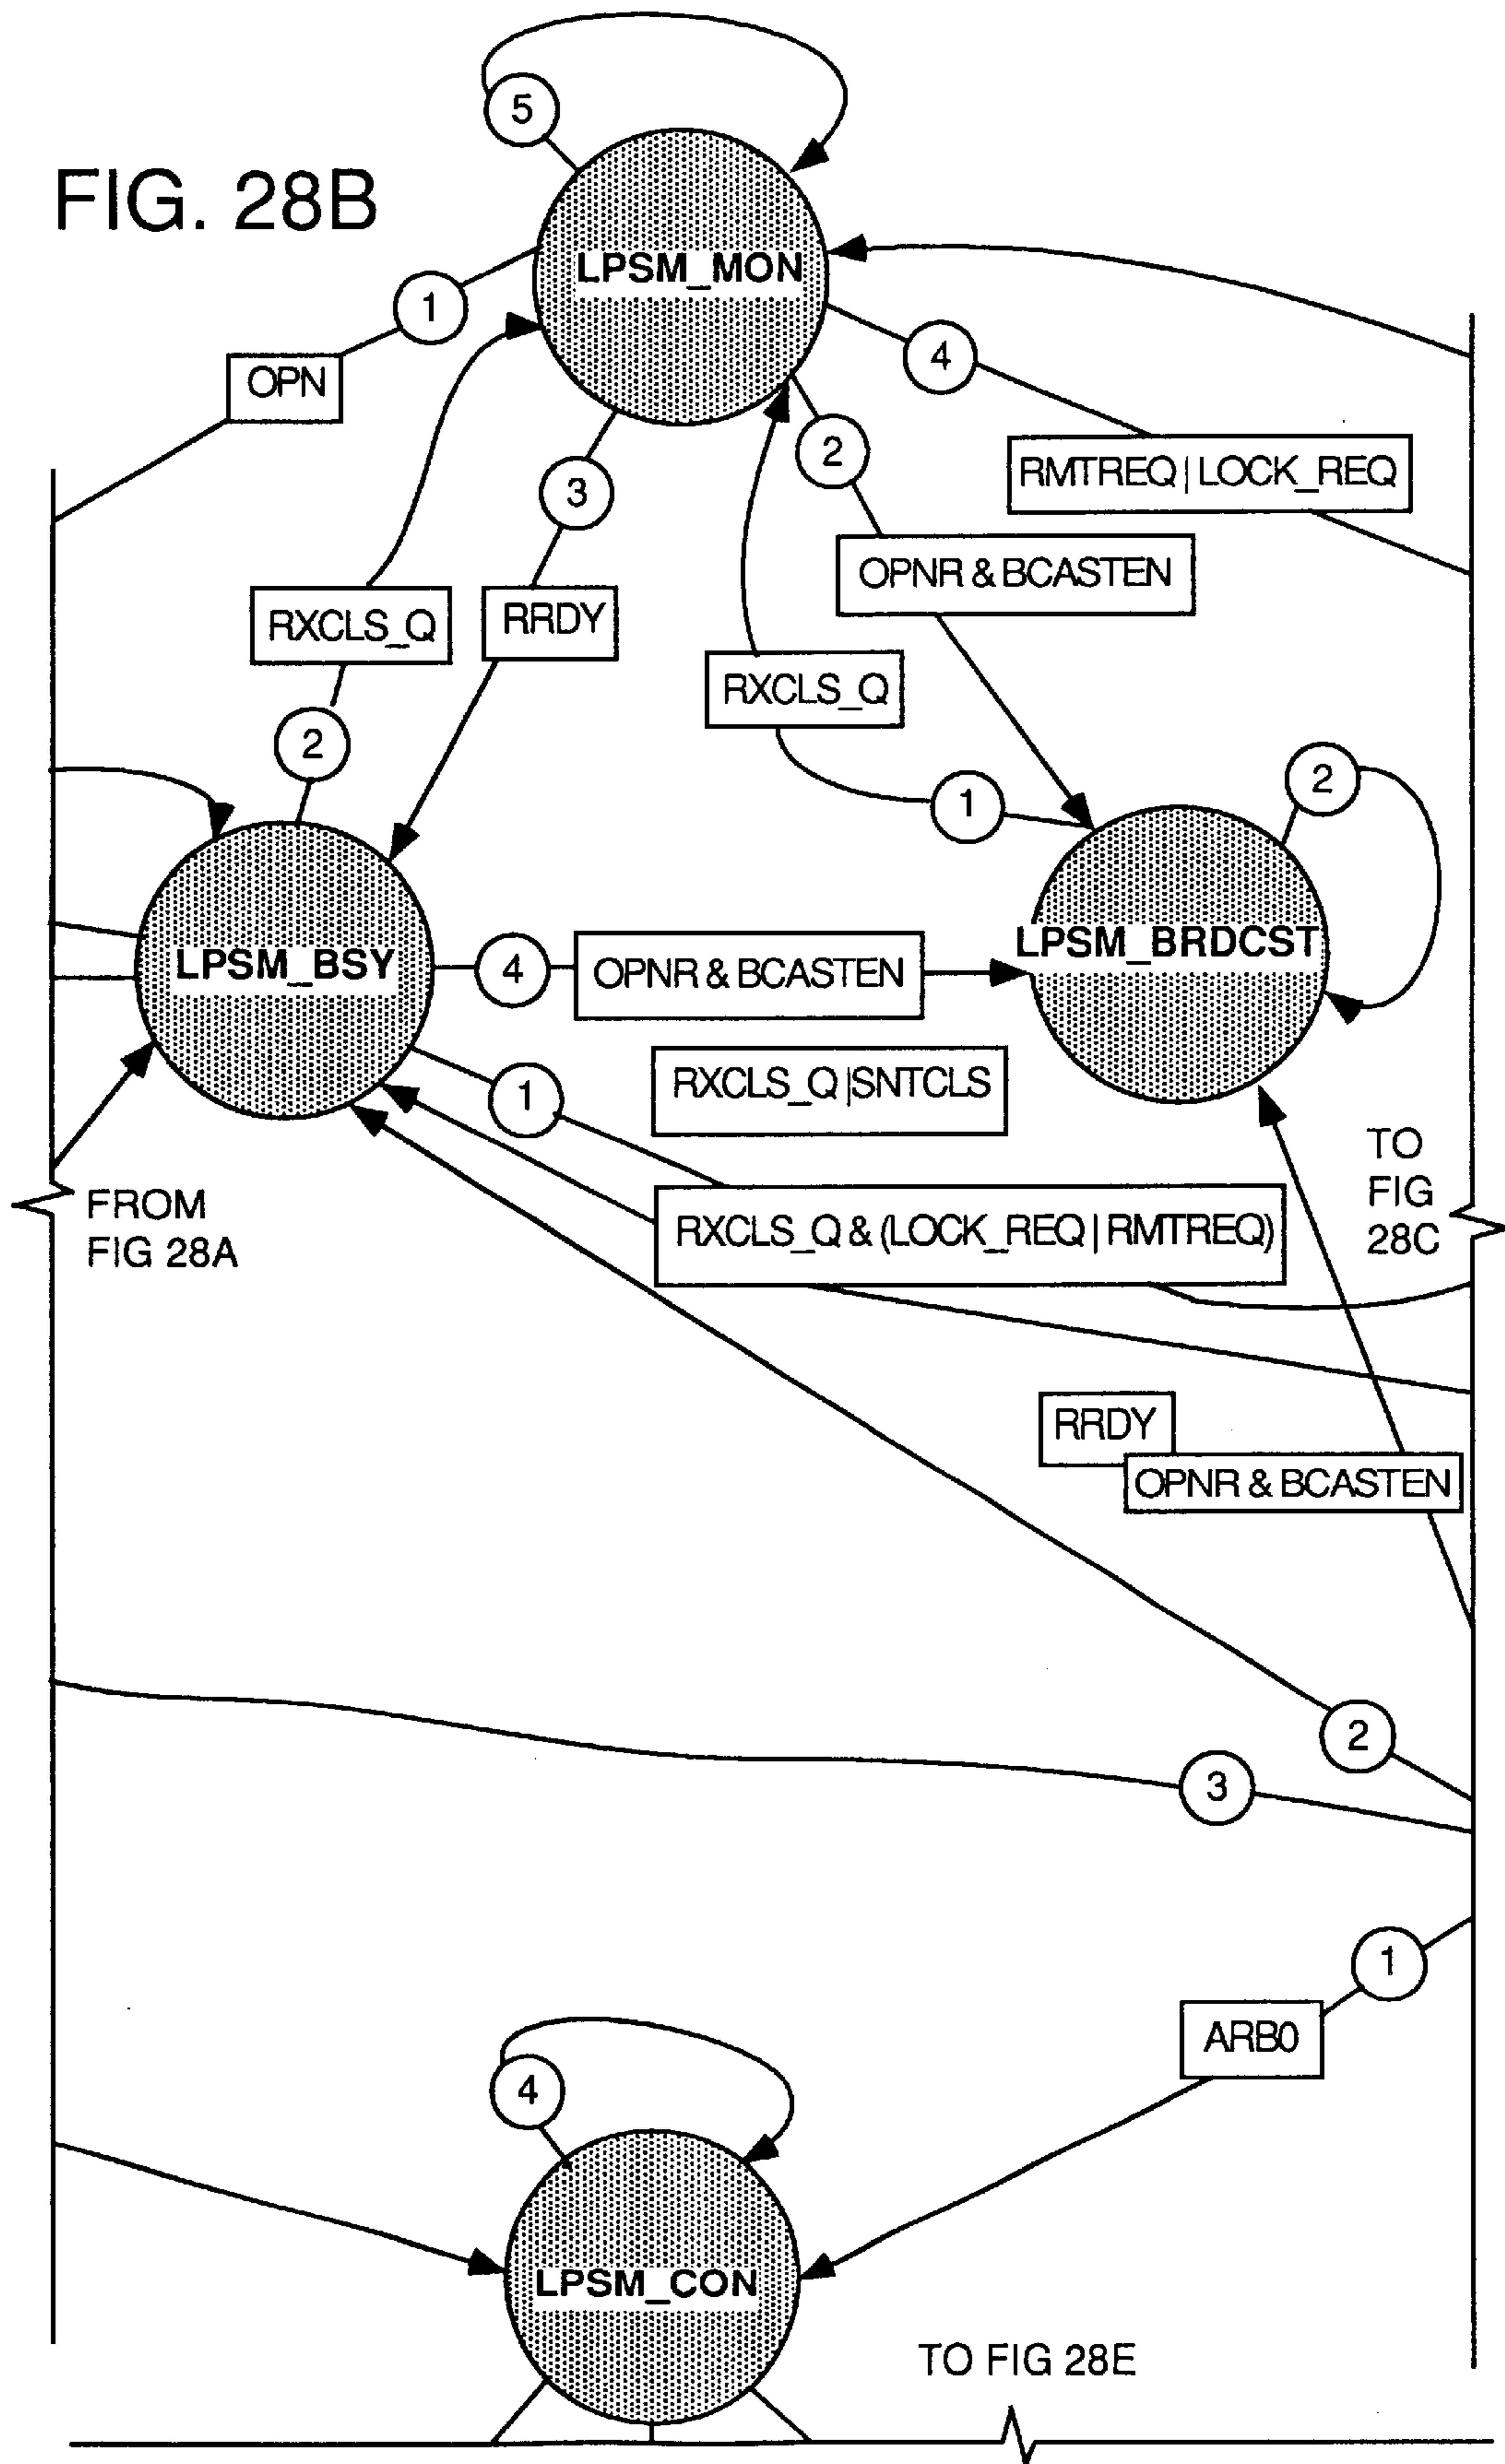 5
FIG. 28B
LPSM_MON
1
4
OPN
2
RMTREQ | LOCK_REQ
3
OPNR & BCASTEN
RXCLS_Q
RRDY
RXCLS_Q
2
2
1
LPSM_BSY
4
OPNR & BCASTEN
LPSM_BRDCST
RXCLS_Q |SNTCLS
1
TO
FIG
28C
FROM
FIG 28A
RXCLS_Q & (LOCK_REQ | RMTREQ)
RRDY
OPNR & BCASTEN
2
3
1
ARB0
4
LPSM_CON
TO FIG 28E